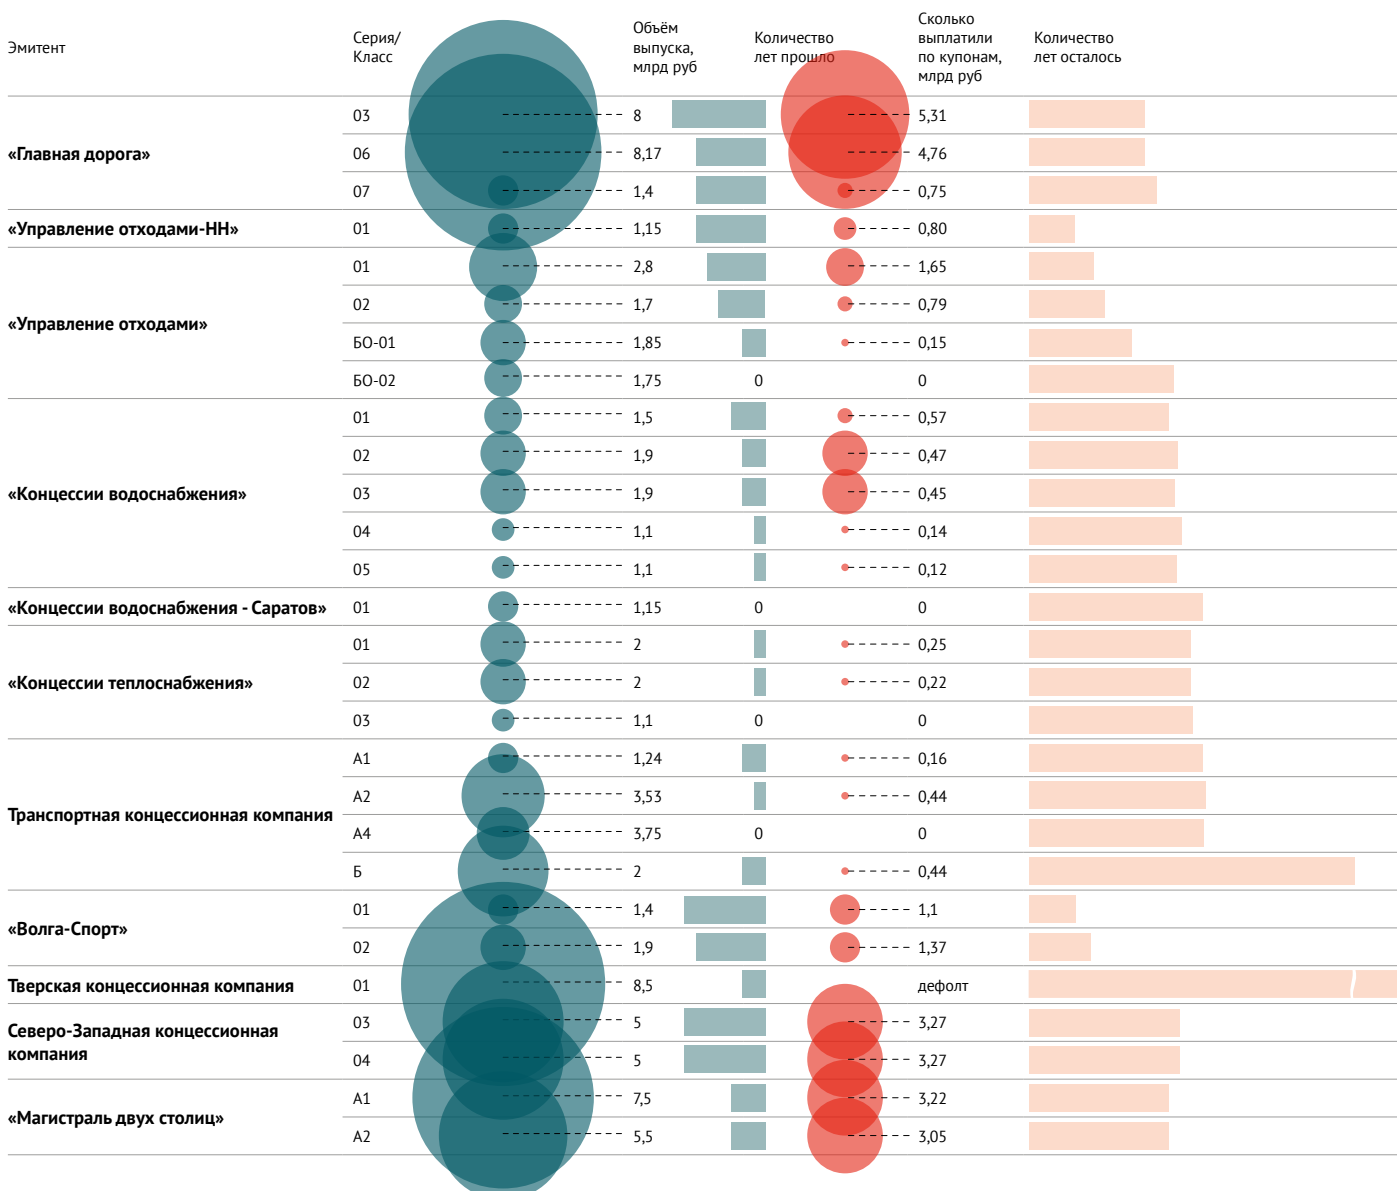 Эмитент
Серия/
Класс
Объём
выпуска,
млрд руб
Количество
лет прошло
Сколько
выплатили
по купонам,
млрд руб
Количество
лет осталось
«Главная дорога»
03 8 5,31
06 8,17 4,76
07 1,4 0,75
«Управление отходами-НН» 01 1,15 0,80
«Управление отходами»
01 2,8 1,65
02 1,7 0,79
БО-01 1,85 0,15
БО-02 1,75 0 0
«Концессии водоснабжения»
01 1,5 0,57
02 1,9 0,47
03 1,9 0,45
04 1,1 0,14
05 1,1 0,12
«Концессии водоснабжения - Саратов» 01 1,15 0 0
«Концессии теплоснабжения»
01 2 0,25
02 2 0,22
03 1,1 0 0
Транспортная концессионная компания
А1 1,24 0,16
А2 3,53 0,44
А4 3,75 0 0
Б 2 0,44
«Волга-Спорт»
01 1,4 1,1
02 1,9 1,37
Тверская концессионная компания 01 8,5 дефолт
Северо-Западная концессионная
компания
03 5 3,27
04 5 3,27
«Магистраль двух столиц»
А1 7,5 3,22
А2 5,5 3,05